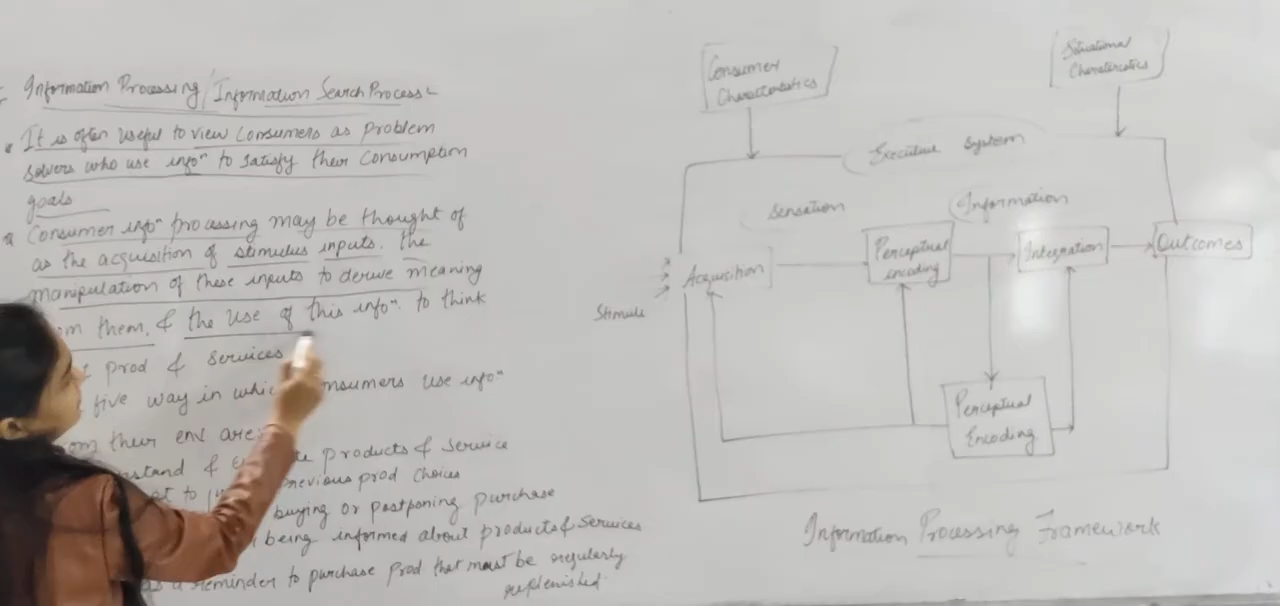 Information Processing/Information Search Process
• It is often useful to view consumers as problem
solvers who use infoⁿ to satisfy their consumption
goals
* Consumer infoⁿ processing may be thought of
as the acquisition of stimulus inputs, the
manipulation of these inputs to derive meaning
them, & the use of this infoⁿ. to think
prod & services
five way in which consumers use infoⁿ
their env are
& products & service
to previous prod choices
buying or postponing purchase
being informed about products & services
as a reminder to purchase prod that must be regularly
replenished.
Consumer
Characteristics
Situational
Charateristics
Executive System
Sensation
Information
Stimuli
Acquisition
Perceptual
encoding
Integration
Outcomes
Perceptual
Encoding
Information Processing Framework